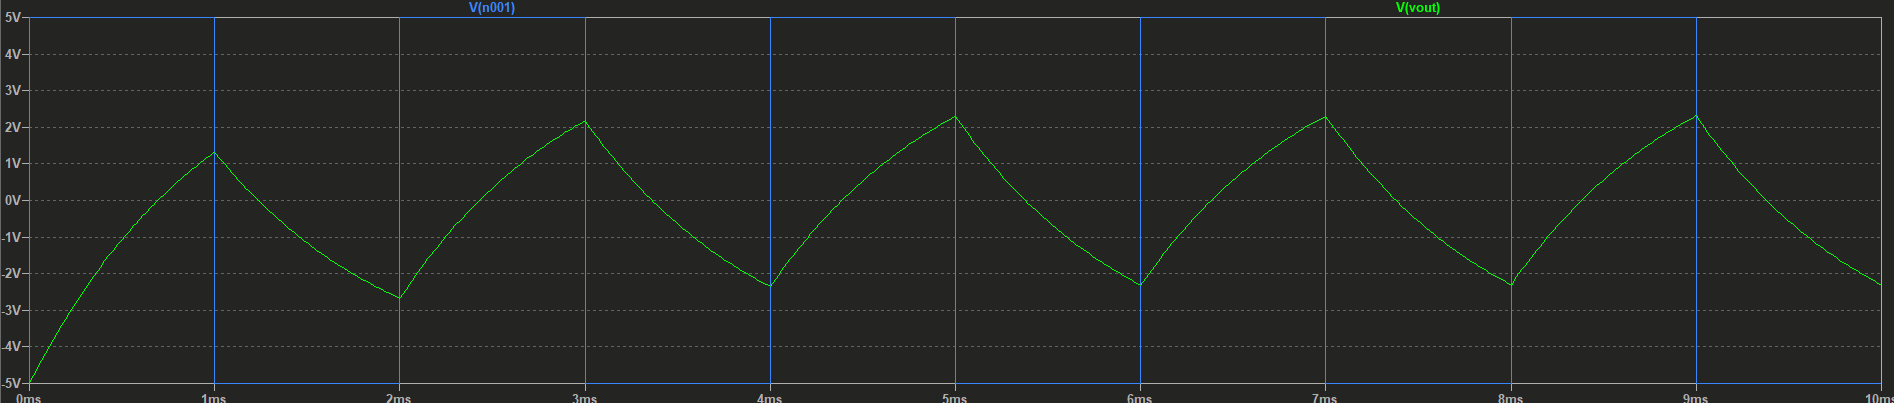 V(n001) V(vout)
5V
4V
3V
2V
1V
0V
-1V
-2V
-3V
-4V
-5V
0ms 1ms 2ms 3ms 4ms 5ms 6ms 7ms 8ms 9ms 10ms